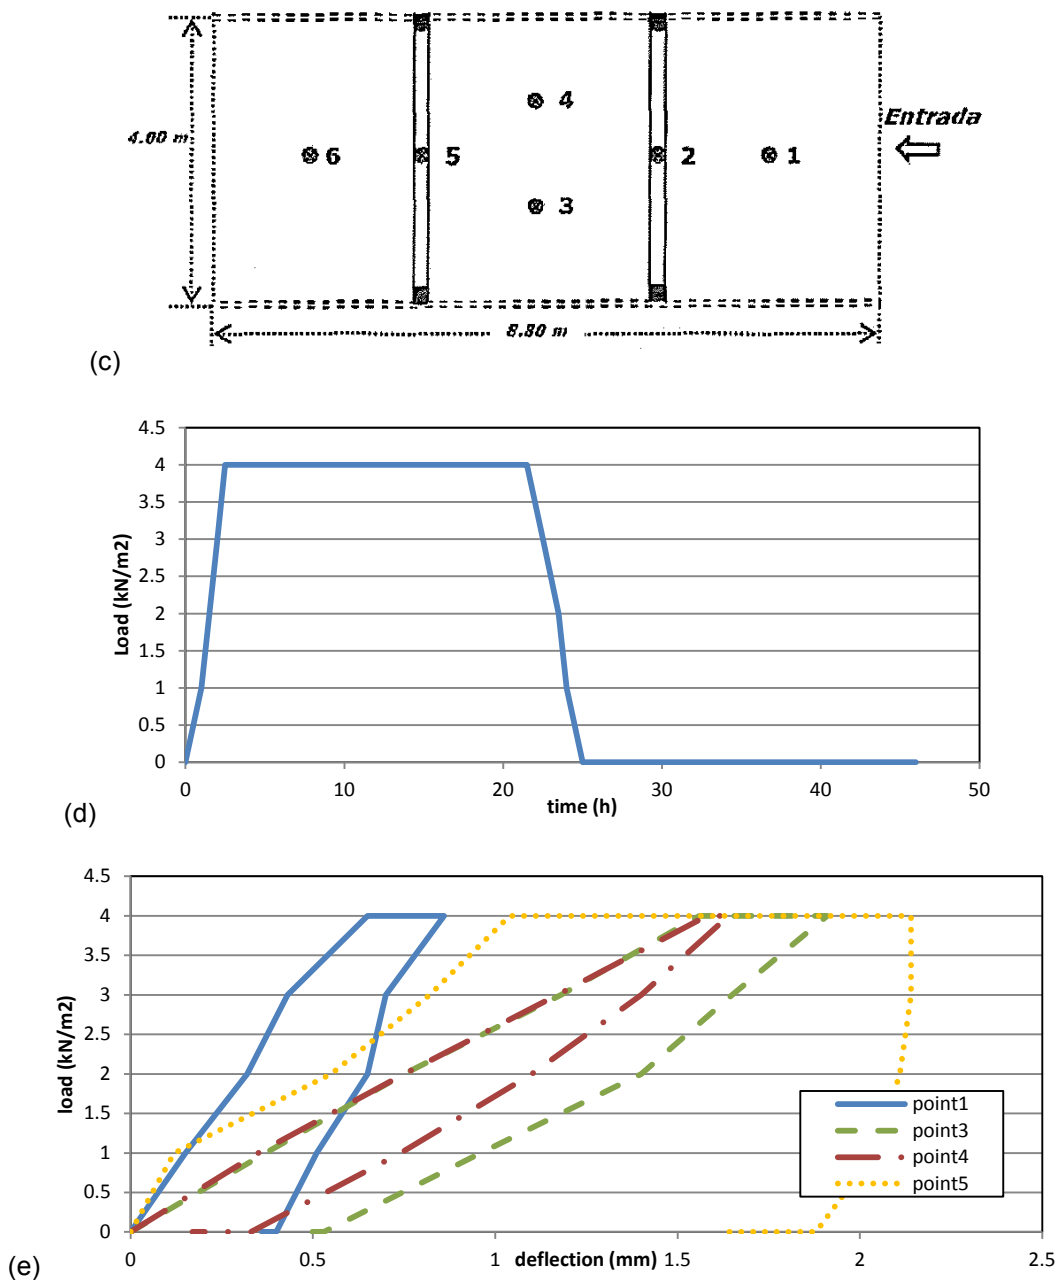 4.00 m
4
6
5
2
1
3
Entrada
8.80 m
(c)
4.5
4
3.5
3
2.5
2
1.5
1
0.5
0
Load (kN/m2)
0 10 20 30 40 50
time (h)
(d)
4.5
4
3.5
3
2.5
2
1.5
1
0.5
0
load (kN/m2)
point1
point3
point4
point5
0 0.5 1 1.5 2 2.5
deflection (mm)
(e)